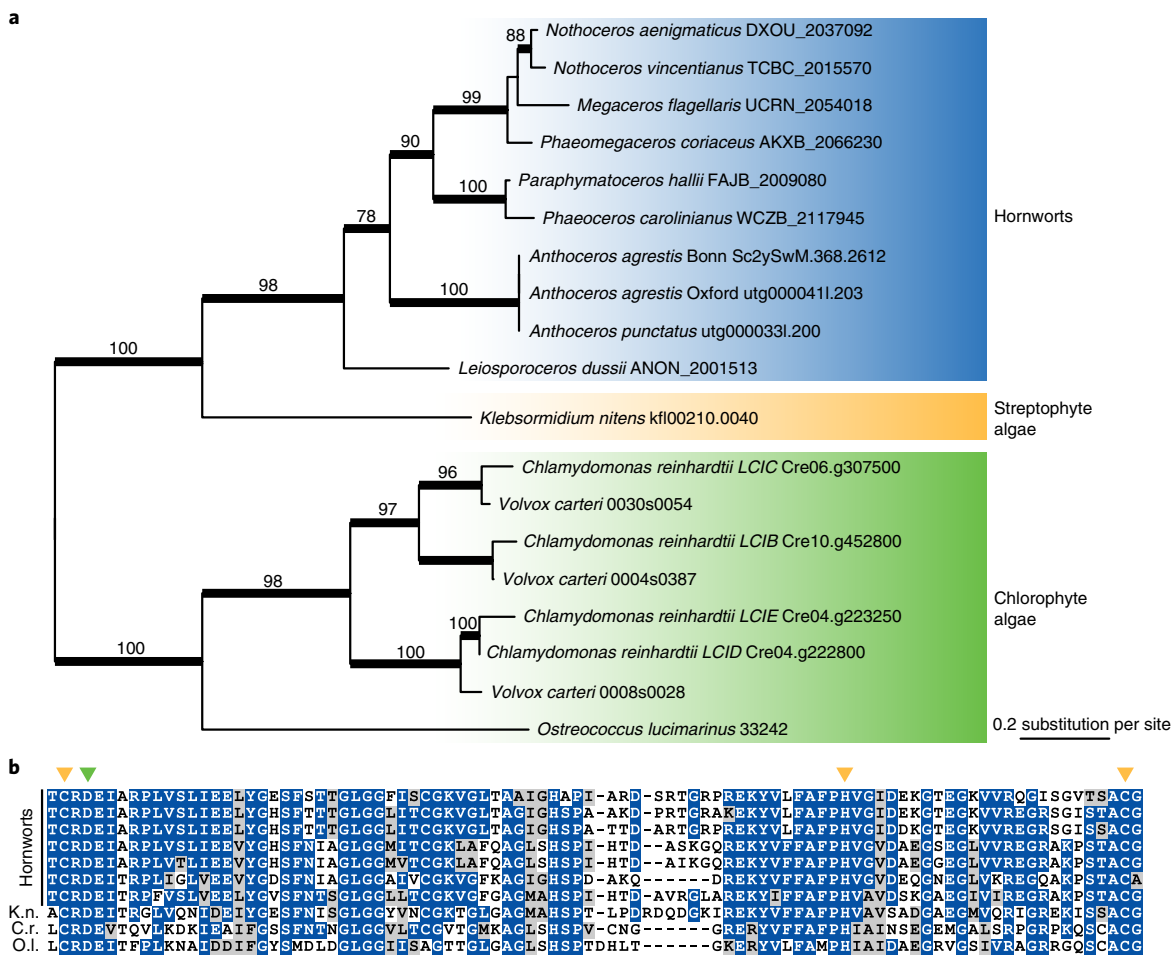 a
88
Nothoceros aenigmaticus DXOU_2037092
Nothoceros vincentianus TCBC_2015570
99
Megaceros flagellaris UCRN_2054018
90
Phaeomegaceros coriaceus AKXB_2066230
100
Paraphymatoceros hallii FAJB_2009080
Phaeoceros carolinianus WCZB_2117945
Hornworts
78
Anthoceros agrestis Bonn Sc2ySwM.368.2612
98
100
Anthoceros agrestis Oxford utg000041l.203
Anthoceros punctatus utg000033l.200
100
Leiosporoceros dussii ANON_2001513
Klebsormidium nitens kfl00210.0040
Streptophyte
algae
96
Chlamydomonas reinhardtii LCIC Cre06.g307500
97
Volvox carteri 0030s0054
Chlamydomonas reinhardtii LCIB Cre10.g452800
98
Volvox carteri 0004s0387
Chlorophyte
algae
100
Chlamydomonas reinhardtii LCIE Cre04.g223250
100
100
Chlamydomonas reinhardtii LCID Cre04.g222800
Volvox carteri 0008s0028
Ostreococcus lucimarinus 33242
0.2 substitution per site
b
Hornworts
TCRDEIARPLVSLIEELYGESFSTTGLGGFISCGKVGLTAAIGHAPI-ARD-SRTGRPREKYVLFAFPHVGIDEKGTEGKVVRQGISGVTSACG
TCRDEIARPLVSLIEELYGHSFSTTGLGGLITCGKVGLTAGIGHSPA-AKD-PRTGRAKEKYVLFAFPHVGIDEKGTEGKVVREGRSGISTACG
TCRDEIARPLVSLIEELYGHSFTTTGLGGLITCGKVGLTAGIGHSPA-TTD-ARTGRPREKYVLFAFPHVGIDDKGTEGKVVREGRSGISSACG
TCRDEIARPLVSLIEEVYGHSFNIAGLGGMITCGKLAFQAGLSHSPI-HTD--ASKGQREKYVFFAFPHVGVDAEGSEGLVVREGRAKPSTACG
TCRDEIARPLVTLIEEVYGHSFNIAGLGGMVTCGKLAFQAGLSHSPI-HTD--AIKGQREKYVFFAFPHVGVDAEGGEGLVVREGRAKPSTACG
TCRDEITRPLIGLVEEVYGDSFNIAGLGGAIVCGKVGFKAGIGHSPD-AKQ------DREKYVFFAFPHVGVDEQGNEGLVKREGQAKPSTACA
TCRDEITRPFVSLVEEVYGHSFNTSGLGGLLTCGKVGFGAGMAHSPI-HTD-AVRGLAREKYIFFAFPHVAVDSKGAEGMVIREGRAKPSTACG
K.n. ACRDEITRGLVQNIDEIYGESFNISGLGGYVNCGKTGLGAGMAHSPT-LPDRDQDGKIREKYVFFAFPHVAVSADGAEGMVQRIGREKISSACG
C.r. LCRDEVTQVLKDKIEAIFGSSFNTNGLGGVLTCGVTGMKAGLSHSPV-CNG------GRERYVFFAFPHIAINSEGEMGALSRPGRPKQSCACG
O.l. LCRDEITFPLKNAIDDIFGYSMDLDGLGGIISAGTTGLGAGLSHSPTDHLT------GKERYVLFAMPHIAIDAEGRVGSIVRAGRRGQSCACG